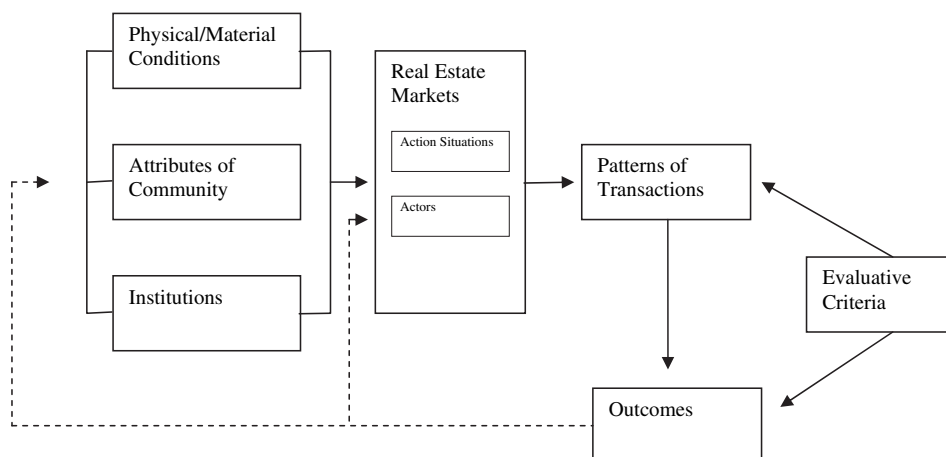 Physical/Material
Conditions
Attributes of
Community
Institutions
Real Estate
Markets
Action Situations
Actors
Patterns of
Transactions
Evaluative
Criteria
Outcomes